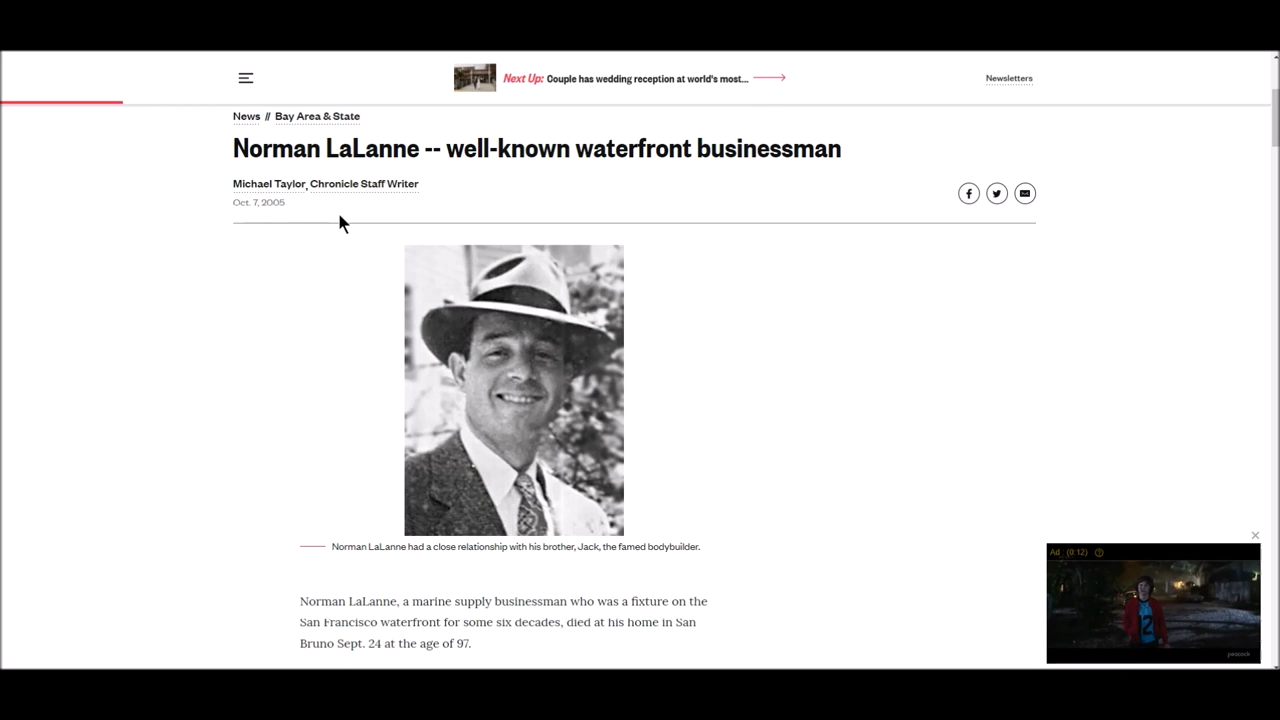 Next Up: Couple has wedding reception at world's most...
Newsletters
News // Bay Area & State
Norman LaLanne -- well-known waterfront businessman
Michael Taylor, Chronicle Staff Writer
Oct. 7, 2005
Norman LaLanne had a close relationship with his brother, Jack, the famed bodybuilder.
Norman LaLanne, a marine supply businessman who was a fixture on the
San Francisco waterfront for some six decades, died at his home in San
Bruno Sept. 24 at the age of 97.
Ad (0:12)
12
peacock